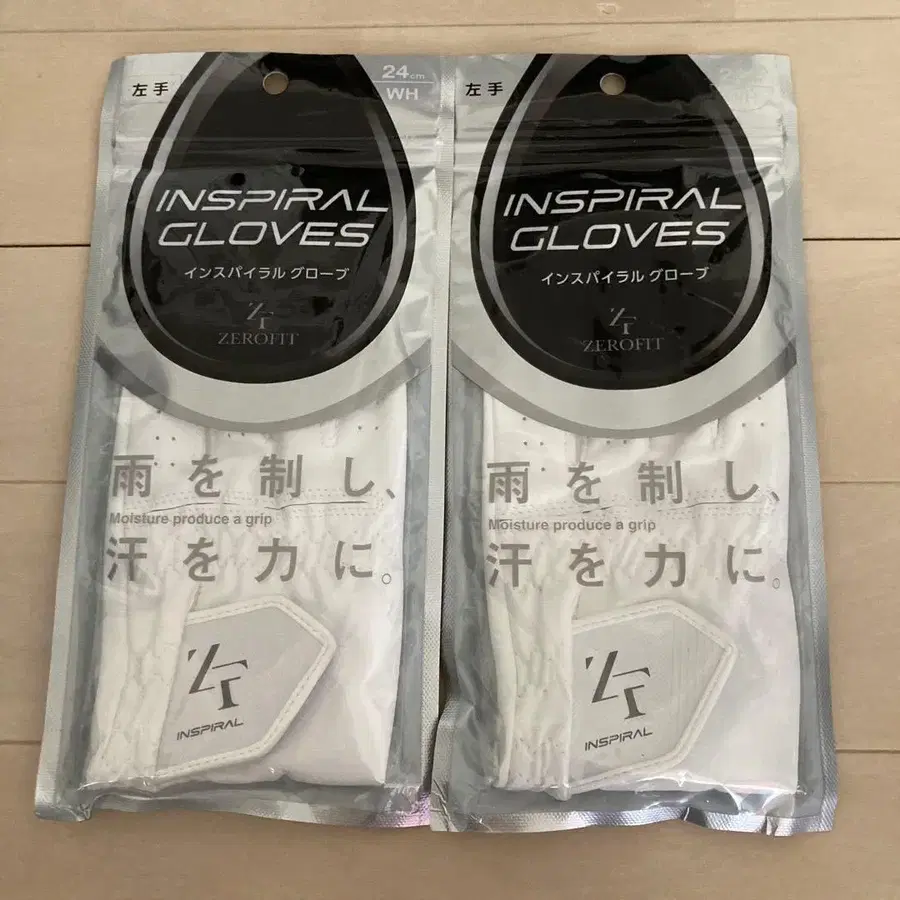 左手
24cm
WH
INSPIRAL
GLOVES
インスパイラル グローブ
ZT
ZEROFIT
雨を制し、
Moisture produce a grip
汗を力に。
ZT
INSPIRAL
左手
INSPIRAL
GLOVES
インスパイラル グローブ
ZT
ZEROFIT
雨を制し、
Moisture produce a grip
汗を力に。
ZT
INSPIRAL